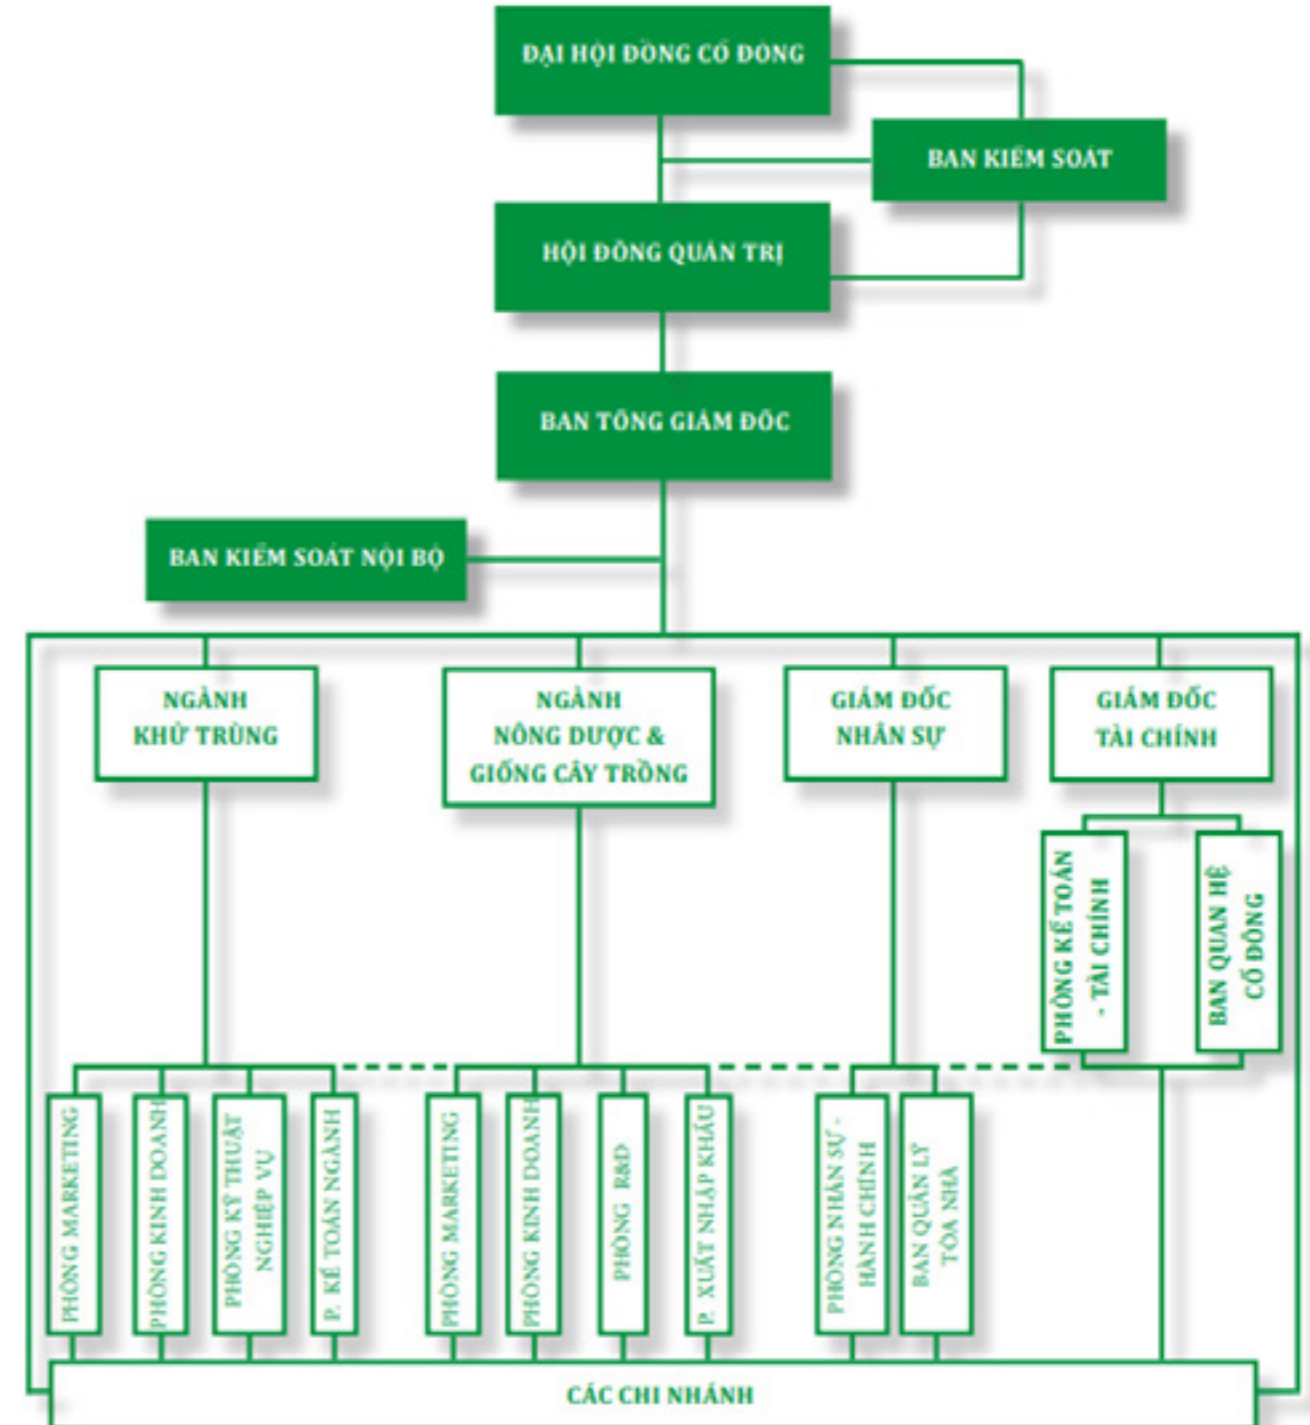 ĐẠI HỘI ĐỒNG CỔ ĐÔNG
BAN KIỂM SOÁT
HỘI ĐỒNG QUẢN TRỊ
BAN TỔNG GIÁM ĐỐC
BAN KIỂM SOÁT NỘI BỘ
NGÀNH
KHỬ TRÙNG
NGÀNH
NÔNG DƯỢC &
GIỐNG CÂY TRỒNG
GIÁM ĐỐC
NHÂN SỰ
GIÁM ĐỐC
TÀI CHÍNH
PHÒNG KẾ TOÁN
- TÀI CHÍNH
BAN QUAN HỆ
CỔ ĐÔNG
PHÒNG MARKETING
PHÒNG KINH DOANH
PHÒNG KỸ THUẬT
NGHIỆP VỤ
P. KẾ TOÁN NGÀNH
PHÒNG MARKETING
PHÒNG KINH DOANH
PHÒNG R&D
P. XUẤT NHẬP KHẨU
PHÒNG NHÂN SỰ -
HÀNH CHÍNH
BAN QUẢN LÝ
TÒA NHÀ
CÁC CHI NHÁNH